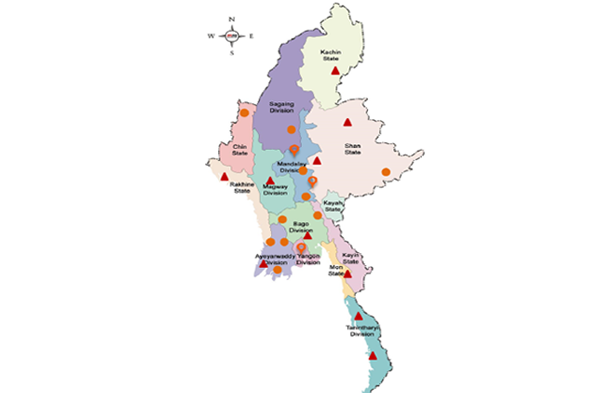 N
W
E
S
Kachin
State
Sagaing
Division
Chin
State
Shan
State
Mandalay
Division
Magway
Division
Rakhine
State
Kayah
State
Bago
Division
Ayeyarwaddy
Division
Yangon
Division
Kayin
State
Mon
State
Tanintharyi
Division